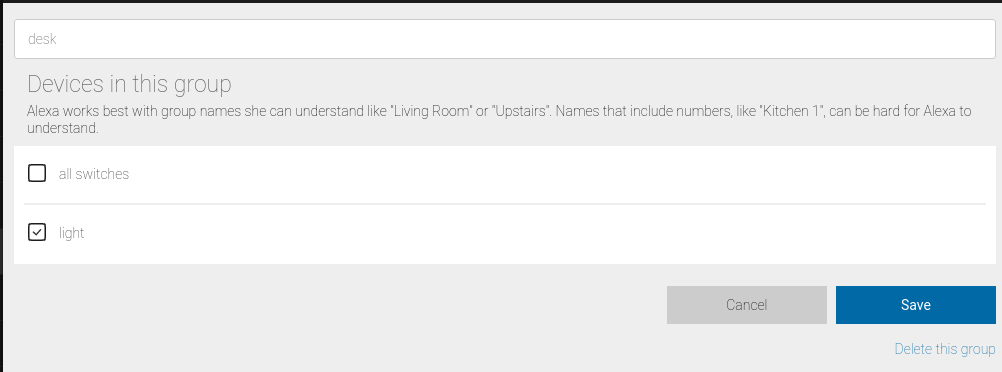 desk
Devices in this group
Alexa works best with group names she can understand like "Living Room" or "Upstairs". Names that include numbers, like "Kitchen 1", can be hard for Alexa to
understand.
all switches
light
Cancel
Save
Delete this group